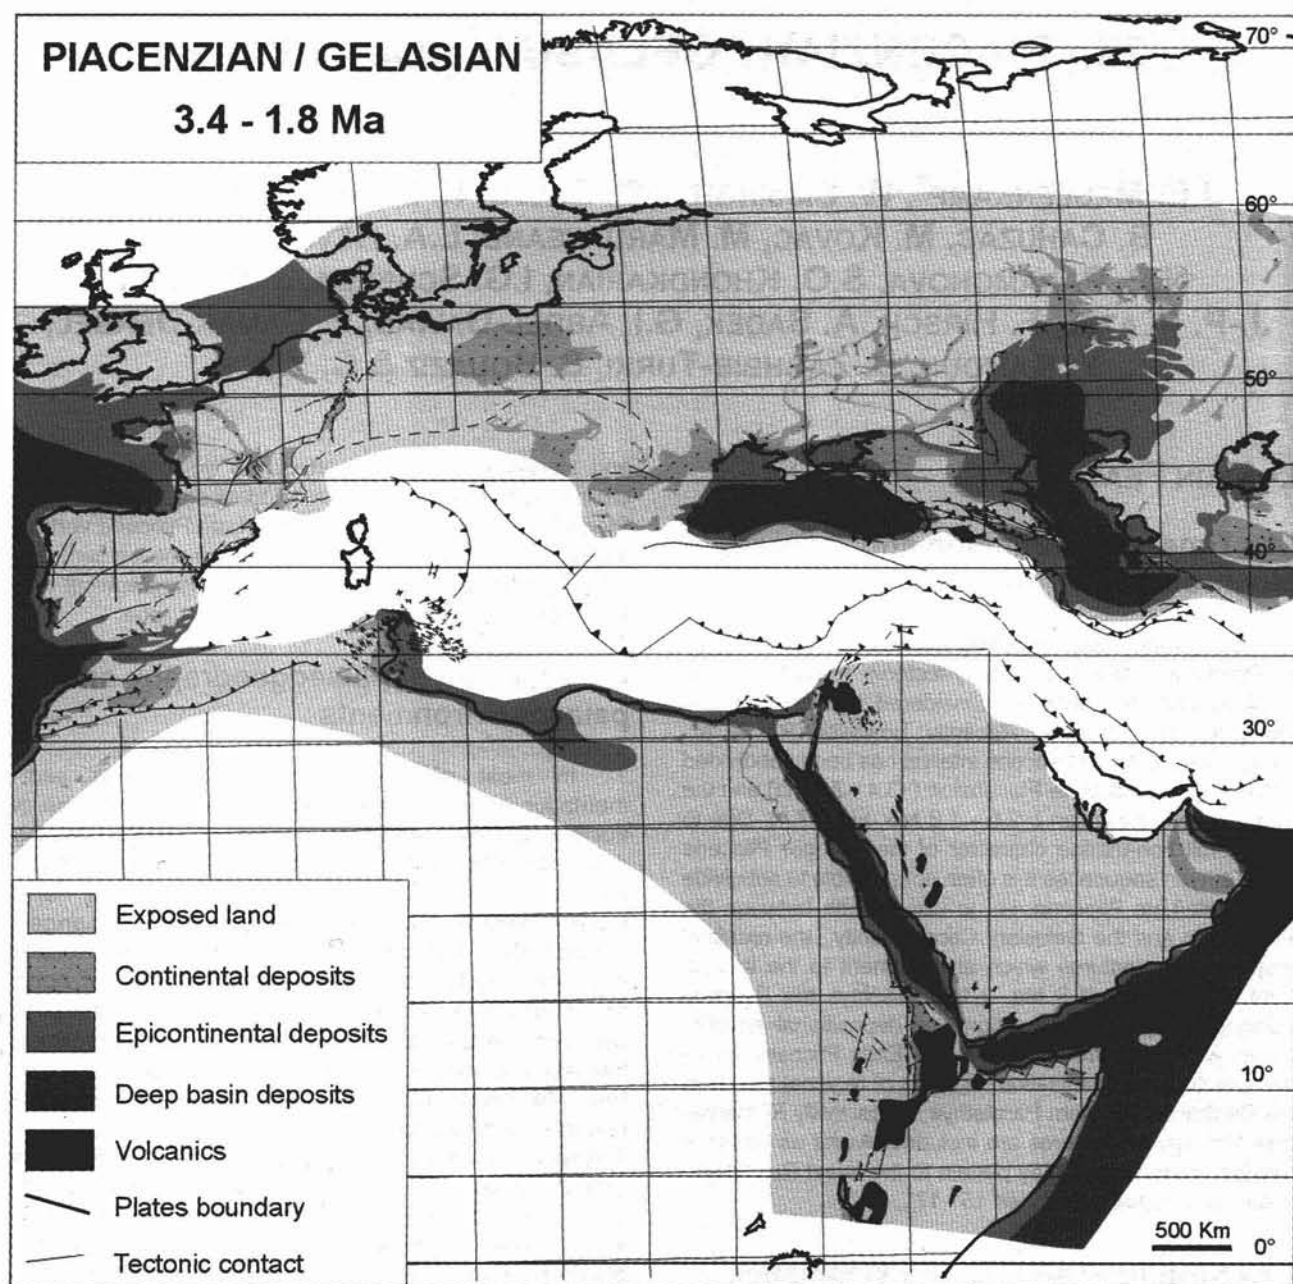 PIACENZIAN / GELASIAN
3.4 - 1.8 Ma
70°
60°
50°
40°
30°
10°
0°
500 Km
Exposed land
Continental deposits
Epicontinental deposits
Deep basin deposits
Volcanics
Plates boundary
Tectonic contact